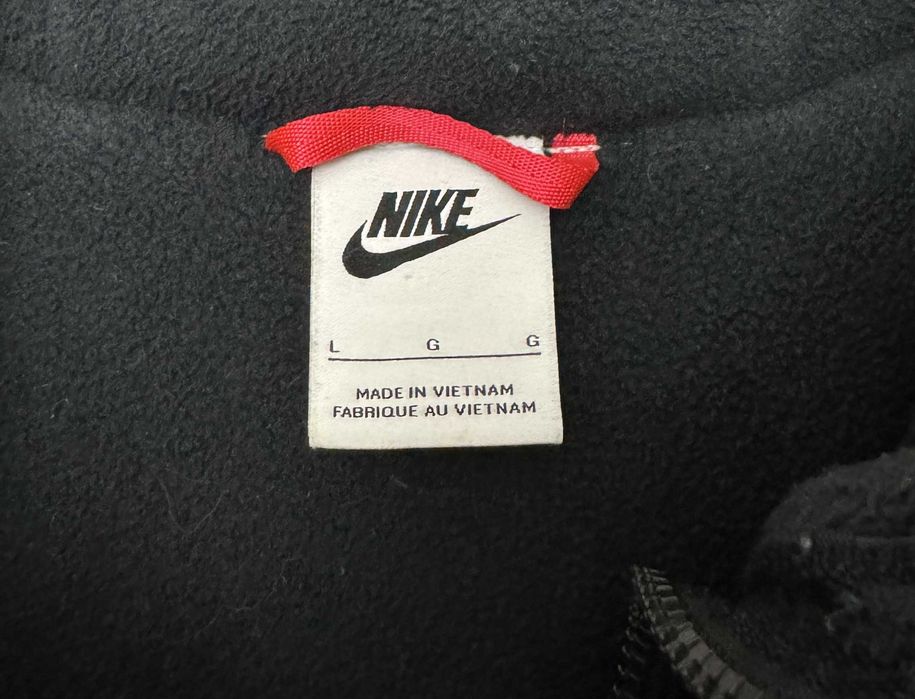 NIKE
L G G
MADE IN VIETNAM
FABRIQUE AU VIETNAM